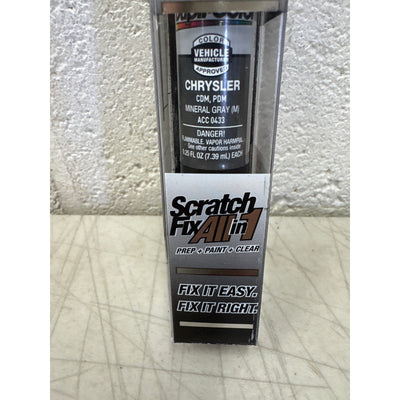 Dupli-Color
COLOR
VEHICLE
MANUFACTURER
APPROVED
CHRYSLER
CDM, PDM
MINERAL GRAY (M)
ACC 0433
DANGER!
FLAMMABLE. VAPOR HARMFUL.
See other cautions inside
0.25 FL OZ (7.39 mL) EACH
Scratch
Fix All in 1
PREP + PAINT + CLEAR
FIX IT EASY.
FIX IT RIGHT.